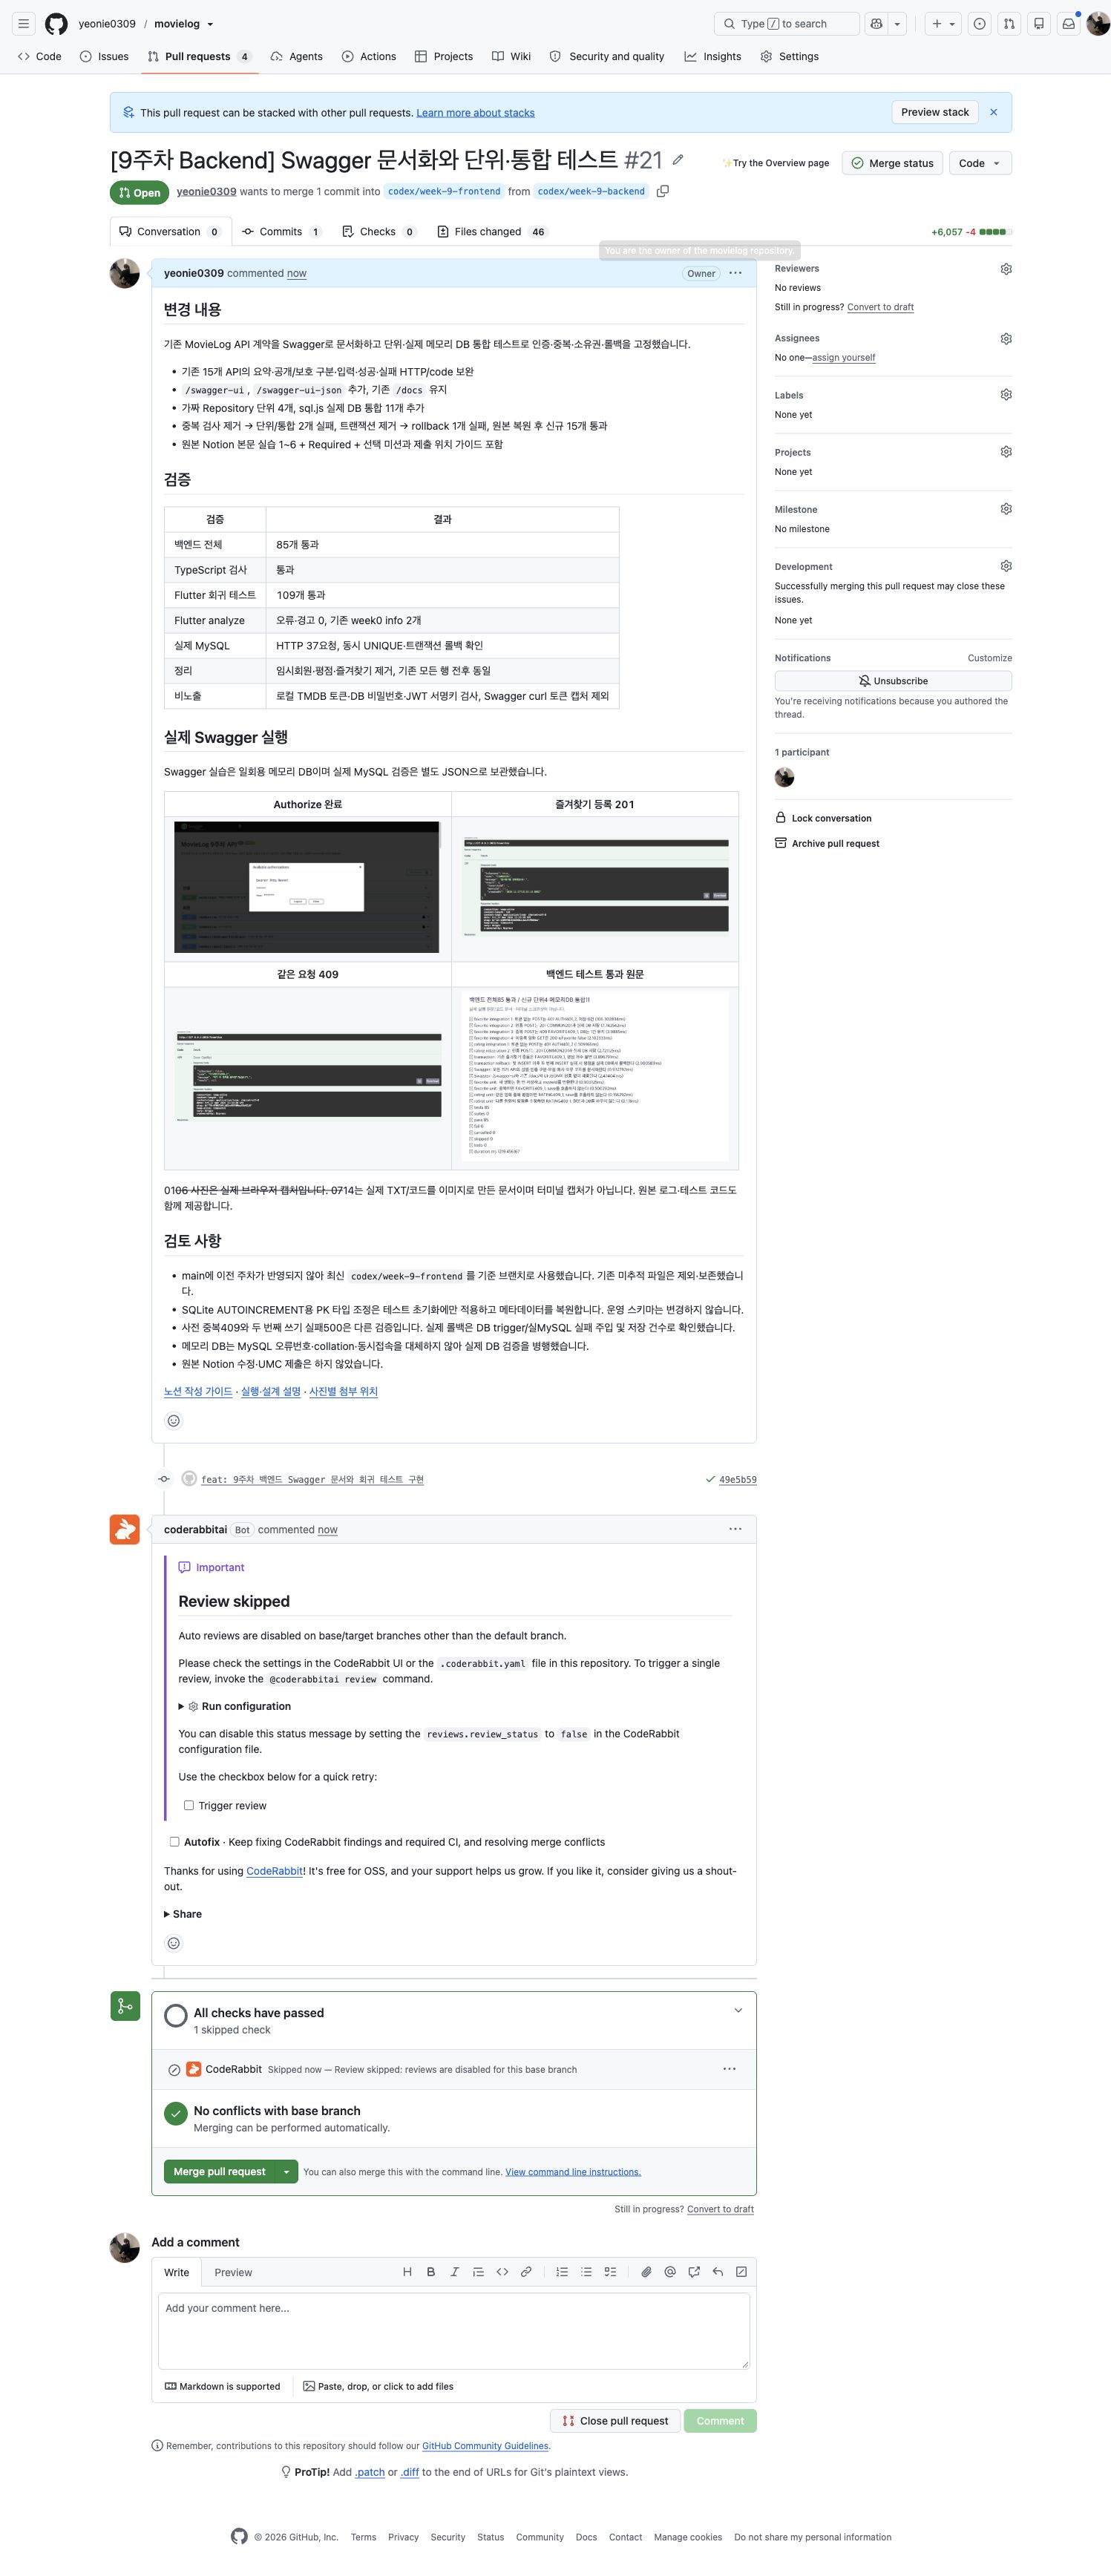 yeonie0309 / movielog
Type / to search
Code Issues Pull requests 4 Agents Actions Projects Wiki Security and quality Insights Settings
This pull request can be stacked with other pull requests. Learn more about stacks
Preview stack
[9주차 Backend] Swagger 문서화와 단위·통합 테스트 #21
✨Try the Overview page
Merge status
Code
Open
yeonie0309 wants to merge 1 commit into codex/week-9-frontend from codex/week-9-backend
Conversation 0 Commits 1 Checks 0 Files changed 46
+6,057 -4
You are the owner of the movielog repository.
yeonie0309 commented now
Owner
변경 내용
기존 MovieLog API 계약을 Swagger로 문서화하고 단위·실제 메모리 DB 통합 테스트로 인증·중복·소유권·롤백을 고정했습니다.
• 기존 15개 API의 요약·공개/보호 구분·입력·성공·실패 HTTP/code 보완
• /swagger-ui, /swagger-ui-json 추가, 기존 /docs 유지
• 가짜 Repository 단위 4개, sql.js 실제 DB 통합 11개 추가
• 중복 검사 제거 → 단위/통합 2개 실패, 트랜잭션 제거 → rollback 1개 실패, 원본 복원 후 신규 15개 통과
• 원본 Notion 본문 실습 1~6 + Required + 선택 미션과 제출 위치 가이드 포함
검증
검증 결과
백엔드 전체 85개 통과
TypeScript 검사 통과
Flutter 회귀 테스트 109개 통과
Flutter analyze 오류·경고 0, 기존 week0 info 2개
실제 MySQL HTTP 37요청, 동시 UNIQUE·트랜잭션 롤백 확인
정리 임시회원·평점·즐겨찾기 제거, 기존 모든 행 전후 동일
비노출 로컬 TMDB 토큰·DB 비밀번호·JWT 서명키 검사, Swagger curl 토큰 캡처 제외
실제 Swagger 실행
Swagger 실습은 일회용 메모리 DB이며 실제 MySQL 검증은 별도 JSON으로 보관했습니다.
Authorize 완료 즐겨찾기 등록 201
같은 요청 409 백엔드 테스트 통과 원문
백엔드 전체85 통과 / 신규 단위4·메모리DB 통합11
0106 사진은 실제 브라우저 캡처입니다. 0714는 실제 TXT/코드를 이미지로 만든 문서이며 터미널 캡처가 아닙니다. 원본 로그·테스트 코드도
함께 제공합니다.
검토 사항
• main에 이전 주차가 반영되지 않아 최신 codex/week-9-frontend 를 기준 브랜치로 사용했습니다. 기존 미추적 파일은 제외·보존했습니
다.
• SQLite AUTOINCREMENT용 PK 타입 조정은 테스트 초기화에만 적용하고 메타데이터를 복원합니다. 운영 스키마는 변경하지 않습니다.
• 사전 중복409와 두 번째 쓰기 실패500은 다른 검증입니다. 실제 롤백은 DB trigger/실MySQL 실패 주입 및 저장 건수로 확인했습니다.
• 메모리 DB는 MySQL 오류번호·collation·동시접속을 대체하지 않아 실제 DB 검증을 병행했습니다.
• 원본 Notion 수정·UMC 제출은 하지 않았습니다.
노션 작성 가이드 · 실행·설계 설명 · 사진별 첨부 위치
feat: 9주차 백엔드 Swagger 문서와 회귀 테스트 구현
49e5b59
coderabbitai Bot commented now
Important
Review skipped
Auto reviews are disabled on base/target branches other than the default branch.
Please check the settings in the CodeRabbit UI or the .coderabbit.yaml file in this repository. To trigger a single
review, invoke the @coderabbitai review command.
Run configuration
You can disable this status message by setting the reviews.review_status to false in the CodeRabbit
configuration file.
Use the checkbox below for a quick retry:
Trigger review
Autofix · Keep fixing CodeRabbit findings and required CI, and resolving merge conflicts
Thanks for using CodeRabbit! It's free for OSS, and your support helps us grow. If you like it, consider giving us a shout-
out.
Share
All checks have passed
1 skipped check
CodeRabbit Skipped now — Review skipped: reviews are disabled for this base branch
No conflicts with base branch
Merging can be performed automatically.
Merge pull request
You can also merge this with the command line. View command line instructions.
Still in progress? Convert to draft
Add a comment
Write Preview
Add your comment here...
Markdown is supported
Paste, drop, or click to add files
Close pull request
Comment
Remember, contributions to this repository should follow our GitHub Community Guidelines.
ProTip! Add .patch or .diff to the end of URLs for Git's plaintext views.
Reviewers
No reviews
Still in progress? Convert to draft
Assignees
No one—assign yourself
Labels
None yet
Projects
None yet
Milestone
No milestone
Development
Successfully merging this pull request may close these
issues.
None yet
Notifications
Customize
Unsubscribe
You're receiving notifications because you authored the
thread.
1 participant
Lock conversation
Archive pull request
© 2026 GitHub, Inc. Terms Privacy Security Status Community Docs Contact Manage cookies Do not share my personal information